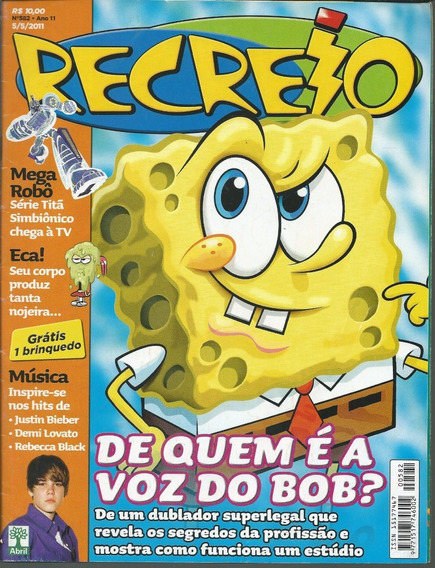 R$ 10,00
Nº582 • Ano 11
5/5/2011
RECREIO
Mega
Robô
Série Titã
Simbiônico
chega à TV
Eca!
Seu corpo
produz
tanta
nojeira...
Grátis
1 brinquedo
Música
Inspire-se
nos hits de
• Justin Bieber
• Demi Lovato
• Rebecca Black
DE QUEM É A
VOZ DO BOB?
De um dublador superlegal que
revela os segredos da profissão e
mostra como funciona um estúdio
Abril
00582